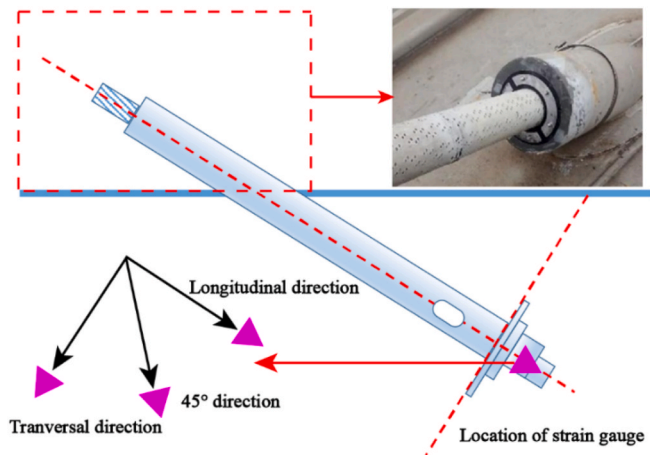 Longitudinal direction
45° direction
Tranversal direction
Location of strain gauge